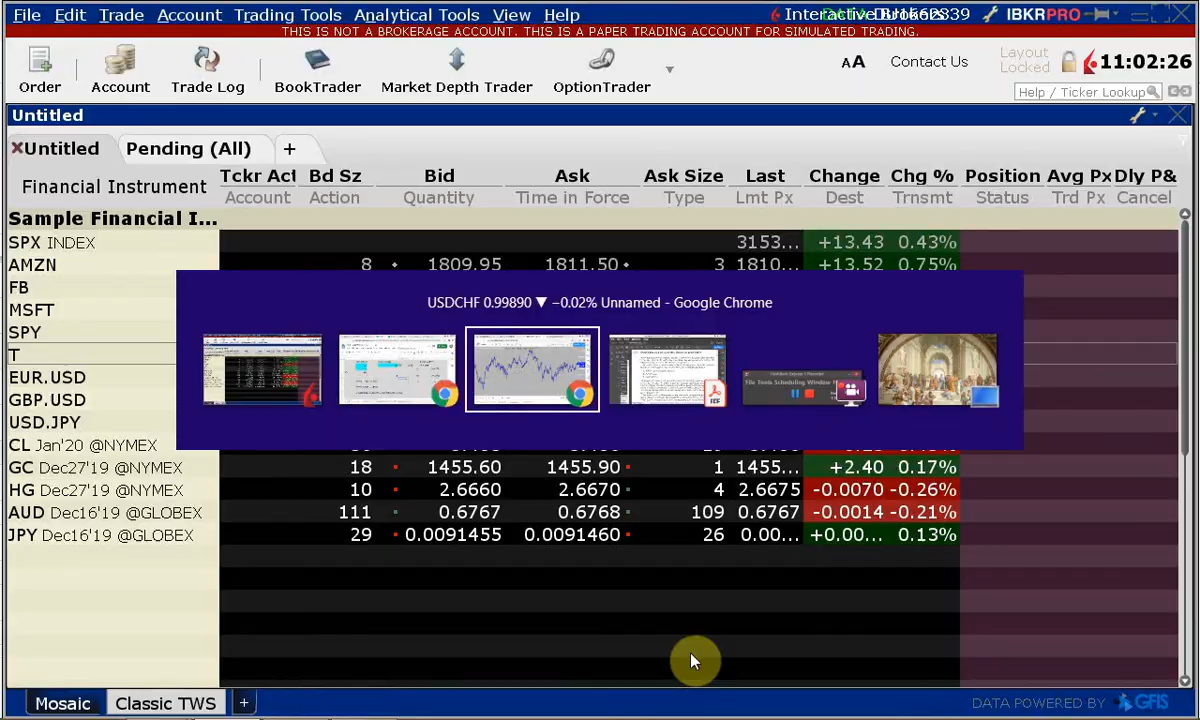 File Edit Trade Account Trading Tools Analytical Tools View Help IBKRPRO
THIS IS NOT A BROKERAGE ACCOUNT. THIS IS A PAPER TRADING ACCOUNT FOR SIMULATED TRADING.
Order Account Trade Log BookTrader Market Depth Trader OptionTrader AA Contact Us Layout Locked 11:02:26
Help / Ticker Lookup
Untitled
Untitled Pending (All) +
Financial Instrument
Tckr Act Bd Sz Bid Ask Ask Size Last Change Chg % Position Avg Px Dly P&
Account Action Quantity Time in Force Type Lmt Px Dest Trnsmt Status Trd Px Cancel
Sample Financial I...
SPX INDEX 3153... +13.43 0.43%
AMZN 8 1809.95 1811.50 3 1810... +13.52 0.75%
FB
MSFT
SPY
T
EUR.USD
GBP.USD
USD.JPY
CL Jan'20 @NYMEX
GC Dec27'19 @NYMEX 18 1455.60 1455.90 1 1455... +2.40 0.17%
HG Dec27'19 @NYMEX 10 2.6660 2.6670 4 2.6675 -0.0070 -0.26%
AUD Dec16'19 @GLOBEX 111 0.6767 0.6768 109 0.6767 -0.0014 -0.21%
JPY Dec16'19 @GLOBEX 29 0.0091455 0.0091460 26 0.00... +0.00... 0.13%
USDCHF 0.99890 ▼ −0.02% Unnamed - Google Chrome
Mosaic Classic TWS + DATA POWERED BY GFIS